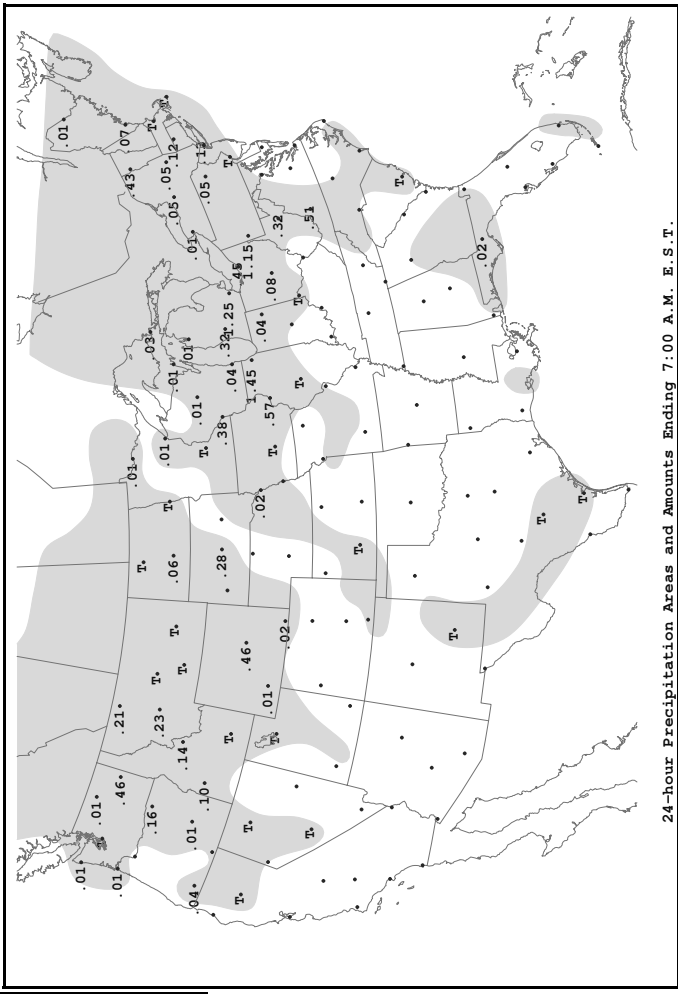 .01
.01
.01
.01
.46
.21
.07
.43
.01
T
.03
T
.16
T
.23
T
.01
.05
T
.06
.01
.05
.12
T
T
.14
.01
.01
.01
.04
.01
.10
T
.05
.28
.38
.32
1.25
T
T
.04
.45
T
.46
1.15
T
1.45
.02
.04
.01
.57
.08
T
T
.32
.02
T
T
.51
T
T
T
T
.02
T
T
24-hour Precipitation Areas and Amounts Ending 7:00 A.M. E.S.T.